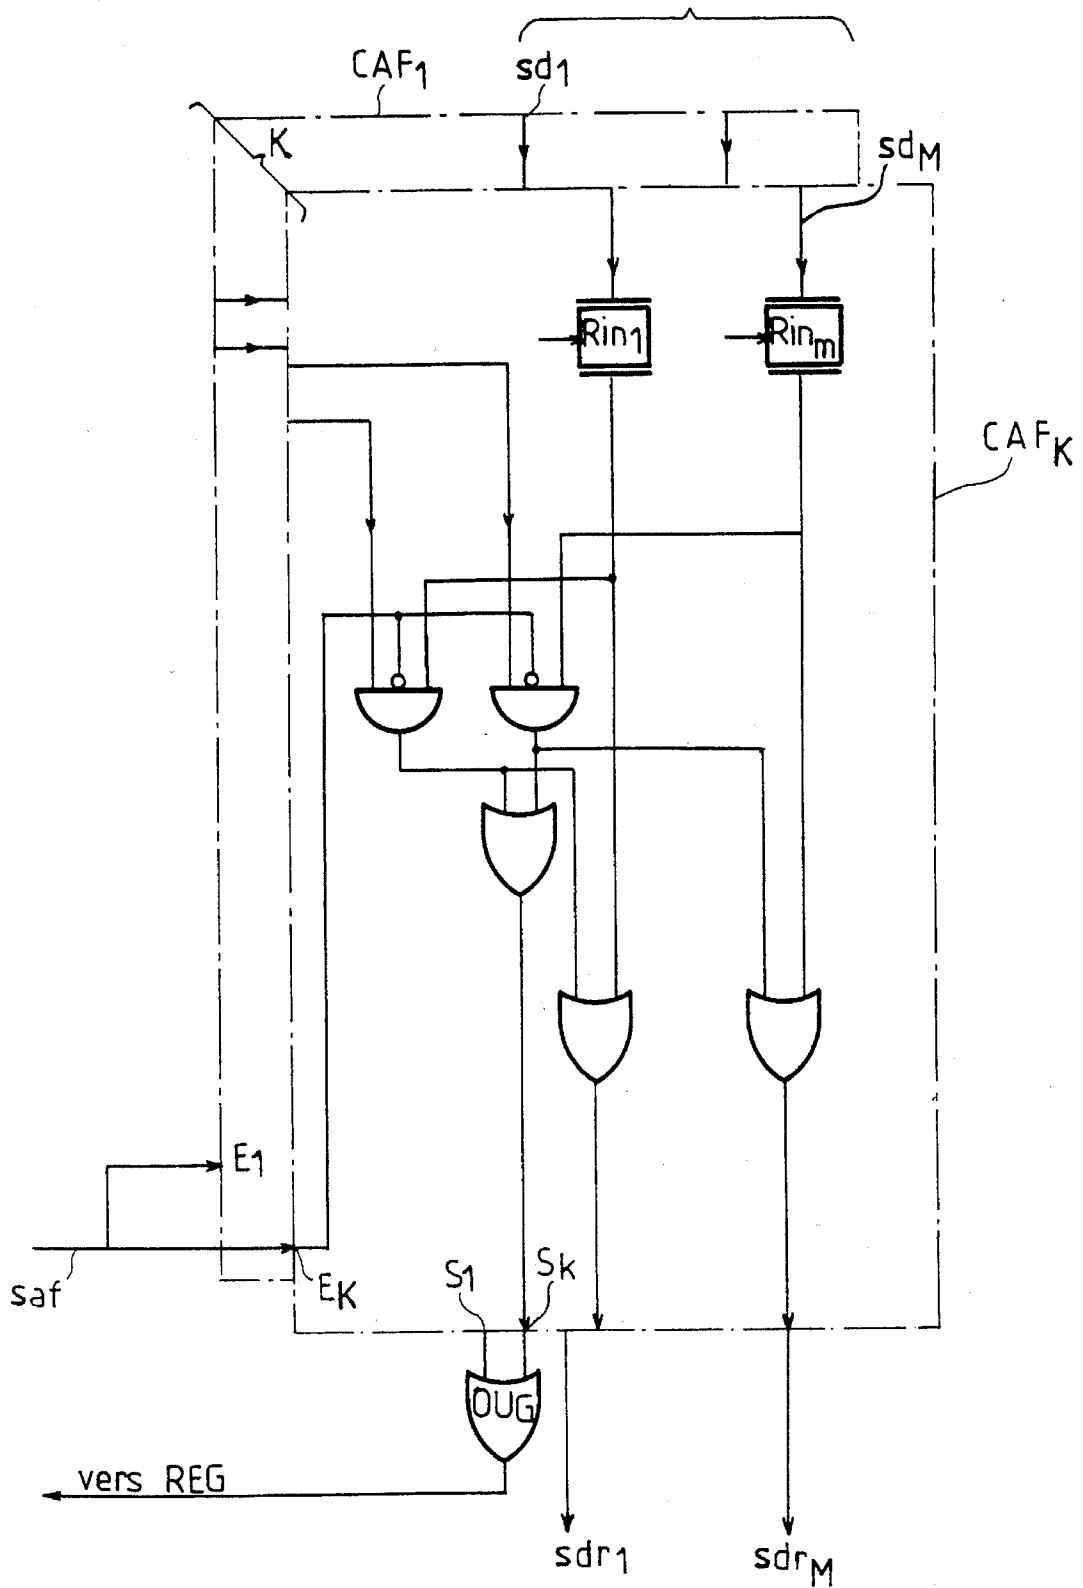 CAF1
sd1
K
sdM
Rin1
Rinm
CAFK
E1
saf
EK
S1
Sk
OUG
vers REG
sdr1
sdrM